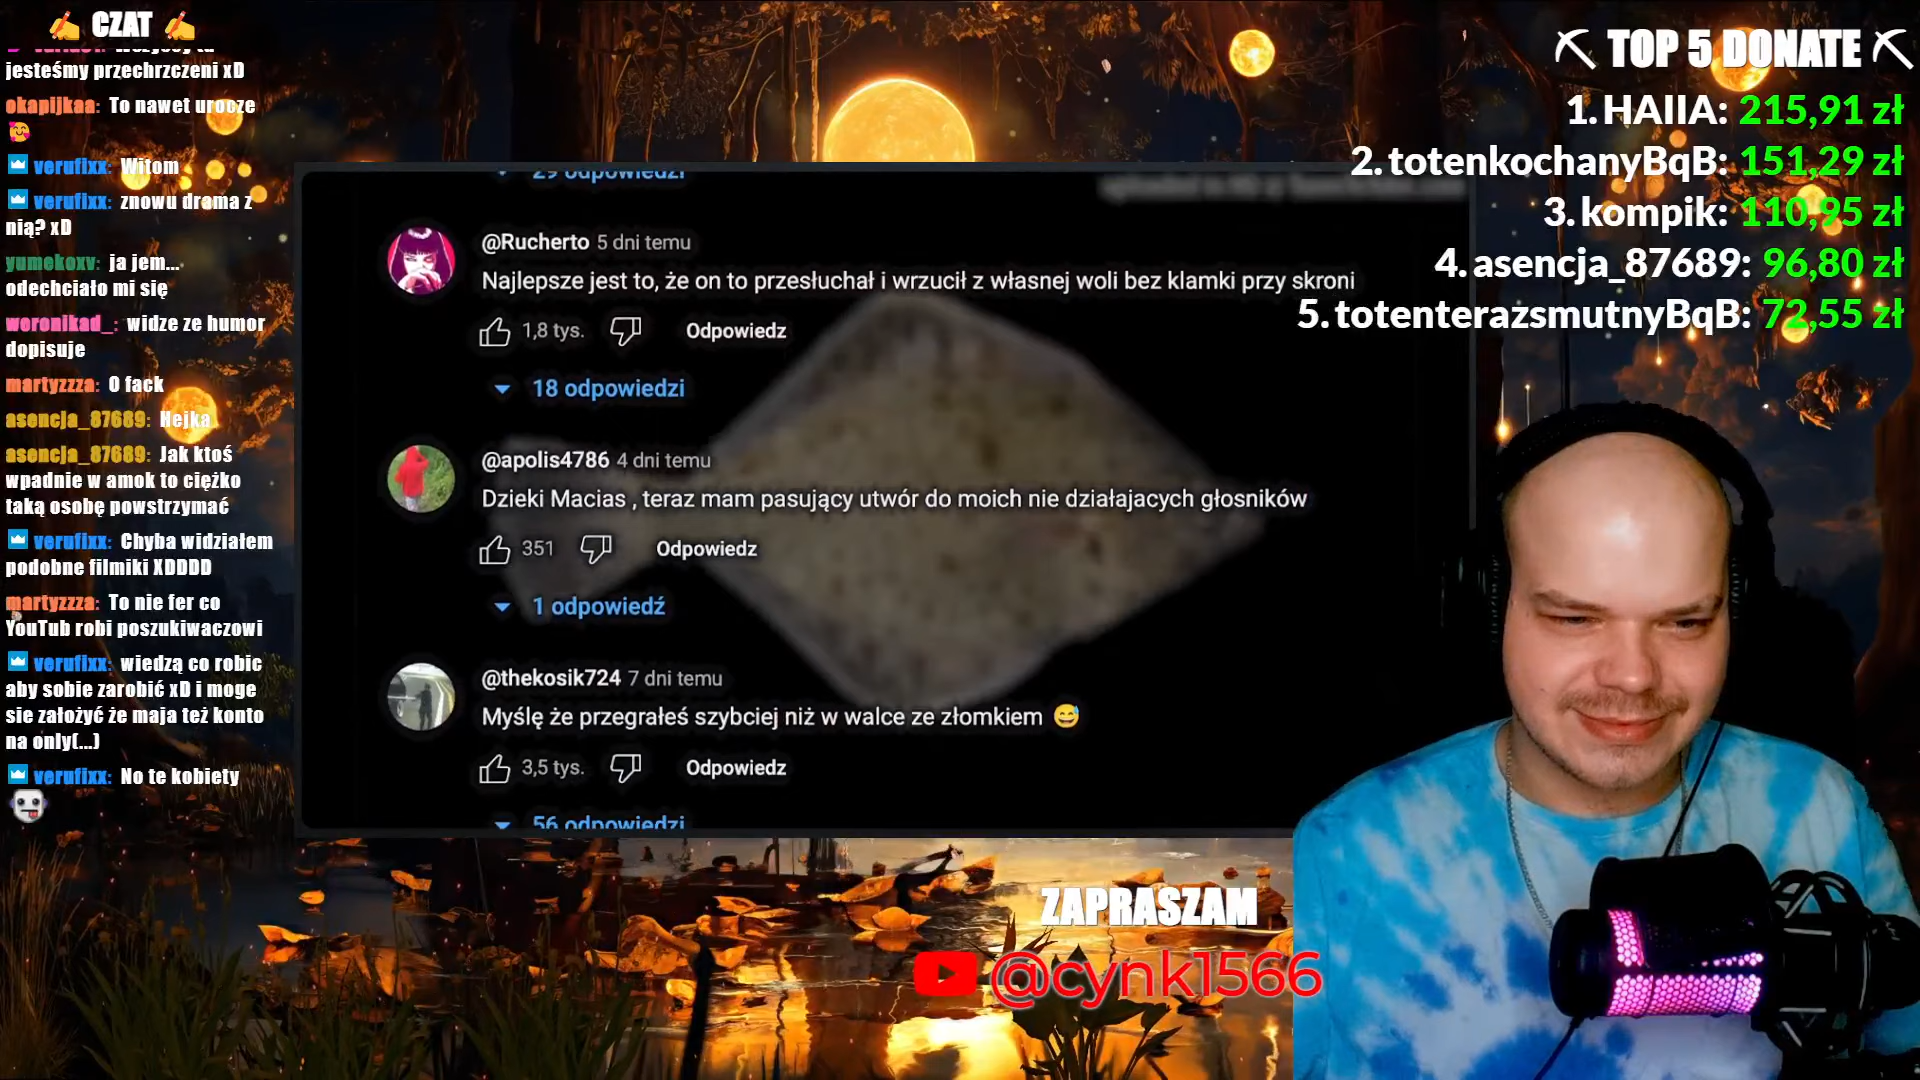 ✍ CZAT ✍
jesteśmy przechrzczeni xD
okapijkaa: To nawet urocze
🥰
verufixx: Witom
verufixx: znowu drama z
nią? xD
yumekoxv: ja jem...
odechciało mi się
weronikad_: widze ze humor
dopisuje
martyzzza: O fack
asencja_87689: Hejka
asencja_87689: Jak ktoś
wpadnie w amok to ciężko
taką osobę powstrzymać
verufixx: Chyba widziałem
podobne filmiki XDDDD
martyzzza: To nie fer co
YouTub robi poszukiwaczowi
verufixx: wiedzą co robic
aby sobie zarobić xD i moge
sie założyć że maja też konto
na only(...)
verufixx: No te kobiety
29 odpowiedzi
@Rucherto 5 dni temu
Najlepsze jest to, że on to przesłuchał i wrzucił z własnej woli bez klamki przy skroni
1,8 tys. Odpowiedz
18 odpowiedzi
@apolis4786 4 dni temu
Dzieki Macias , teraz mam pasujący utwór do moich nie działajacych głosników
351 Odpowiedz
1 odpowiedź
@thekosik724 7 dni temu
Myślę że przegrałeś szybciej niż w walce ze złomkiem 😅
3,5 tys. Odpowiedz
56 odpowiedzi
⛏ TOP 5 DONATE ⛏
1. HAIIA: 215,91 zł
2. totenkochanyBqB: 151,29 zł
3. kompik: 110,95 zł
4. asencja_87689: 96,80 zł
5. totenterazsmutnyBqB: 72,55 zł
ZAPRASZAM
@cynk1566